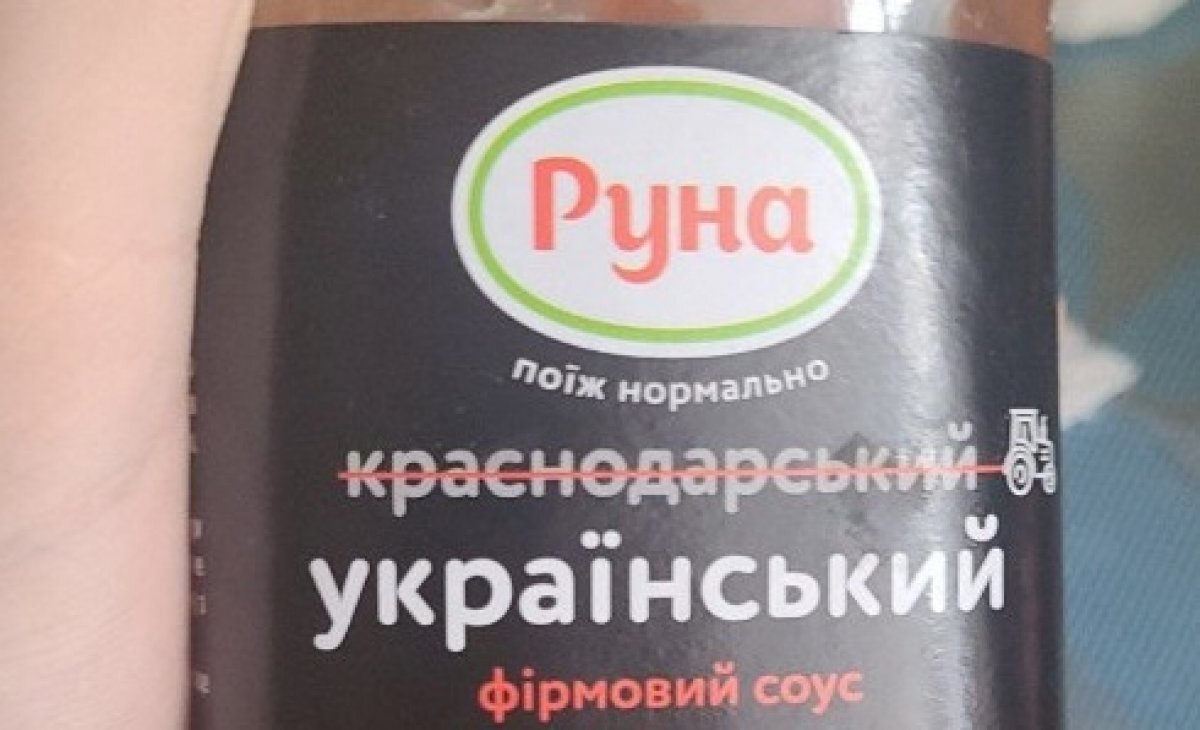 Руна
поїж нормально
краснодарський
український
фірмовий соус